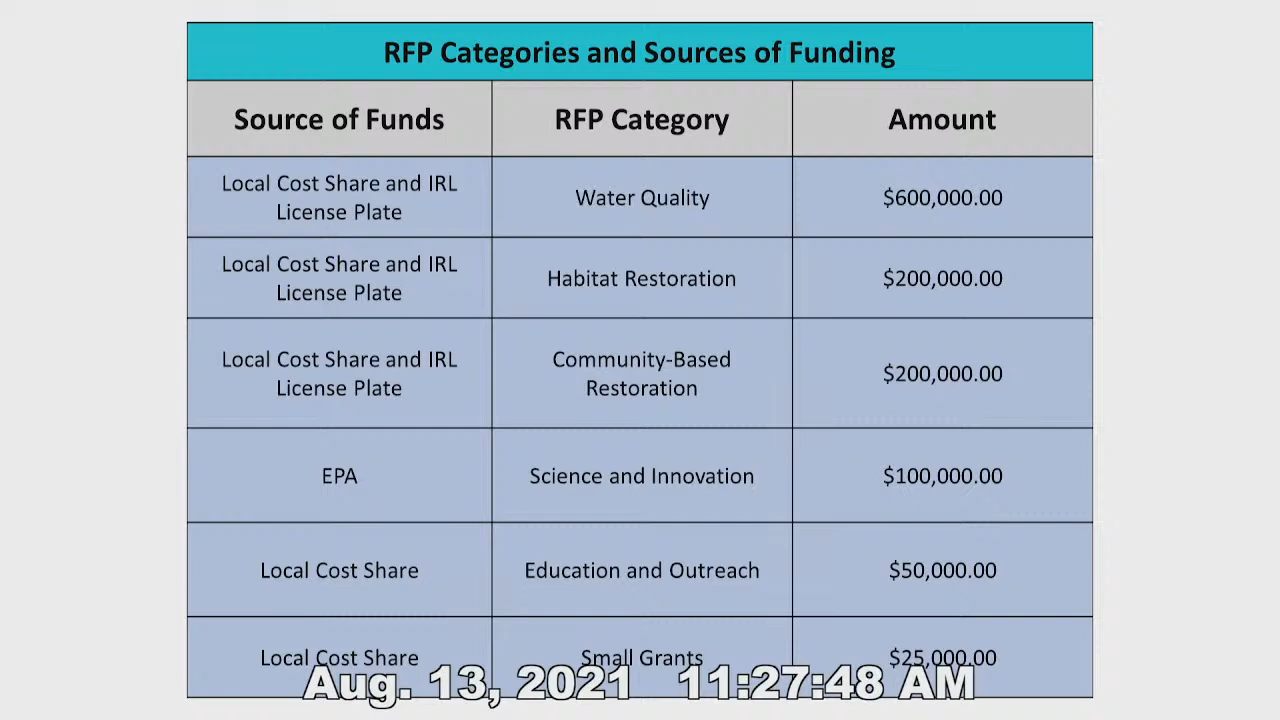 RFP Categories and Sources of Funding
Source of Funds RFP Category Amount
Local Cost Share and IRL
License Plate
Water Quality
$600,000.00
Local Cost Share and IRL
License Plate
Habitat Restoration
$200,000.00
Local Cost Share and IRL
License Plate
Community-Based
Restoration
$200,000.00
EPA Science and Innovation $100,000.00
Local Cost Share Education and Outreach $50,000.00
Local Cost Share Small Grants $25,000.00
Aug. 13, 2021 11:27:48 AM